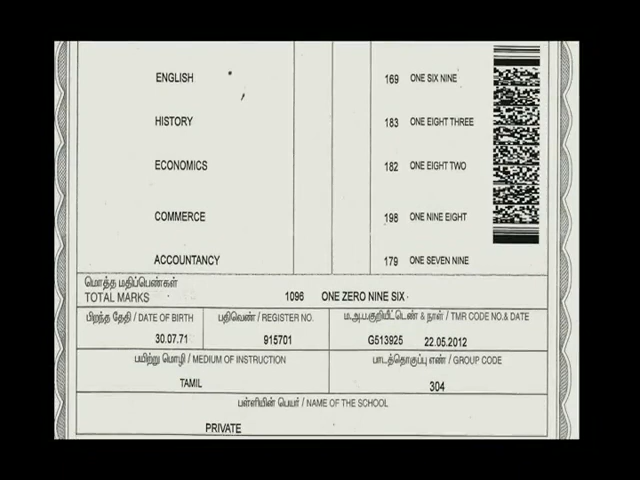 ENGLISH 169 ONE SIX NINE
HISTORY 183 ONE EIGHT THREE
ECONOMICS 182 ONE EIGHT TWO
COMMERCE 198 ONE NINE EIGHT
ACCOUNTANCY 179 ONE SEVEN NINE
மொத்த மதிப்பெண்கள்
TOTAL MARKS 1096 ONE ZERO NINE SIX
பிறந்த தேதி / DATE OF BIRTH பதிவெண் / REGISTER NO. ம.அ.ப.குறியீட்டெண் & நாள் / TMR CODE NO.& DATE
30.07.71 915701 G513925 22.05.2012
பயிற்று மொழி / MEDIUM OF INSTRUCTION பாடத்தொகுப்பு எண் / GROUP CODE
TAMIL 304
பள்ளியின் பெயர் / NAME OF THE SCHOOL
PRIVATE